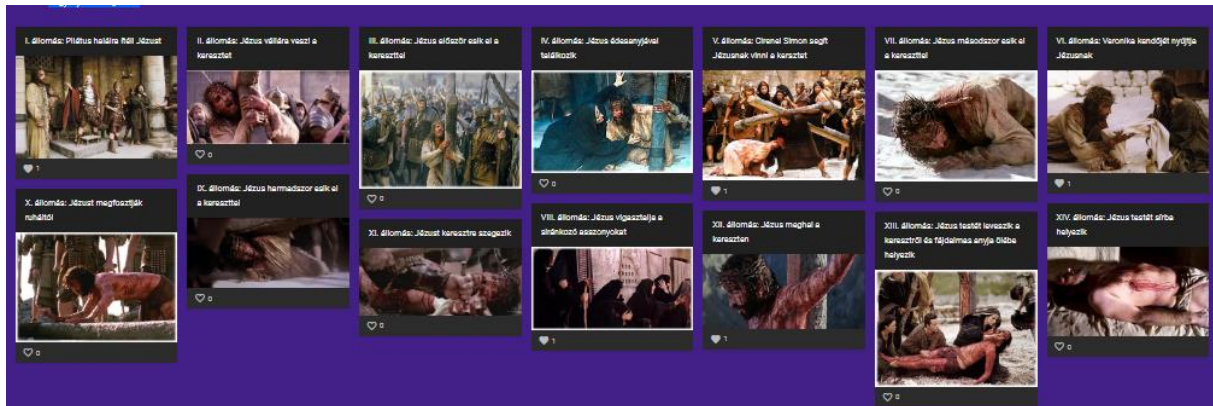 I. állomás: Pilátus halálra ítéli Jézust
1
II. állomás: Jézus vállára veszi a
keresztet
0
III. állomás: Jézus először esik el a
kereszttel
0
IV. állomás: Jézus édesanyjával
találkozik
0
V. állomás: Cirenei Simon segít
Jézusnak vinni a kersztet
1
VII. állomás: Jézus másodszor esik el
a kereszttel
0
VI. állomás: Veronika kendőjét nyújtja
Jézusnak
1
X. állomás: Jézust megfosztják
ruháitól
0
IX. állomás: Jézus harmadszor esik el
a kereszttel
0
XI. állomás: Jézust keresztre szegezik
0
VIII. állomás: Jézus vigasztalja a
síránkozó asszonyokat
1
XII. állomás: Jézus meghal a
kereszten
1
XIII. állomás: Jézus testét leveszik a
keresztről és fájdalmas anyja ölébe
helyezik
0
XIV. állomás: Jézus testét sírba
helyezik
0